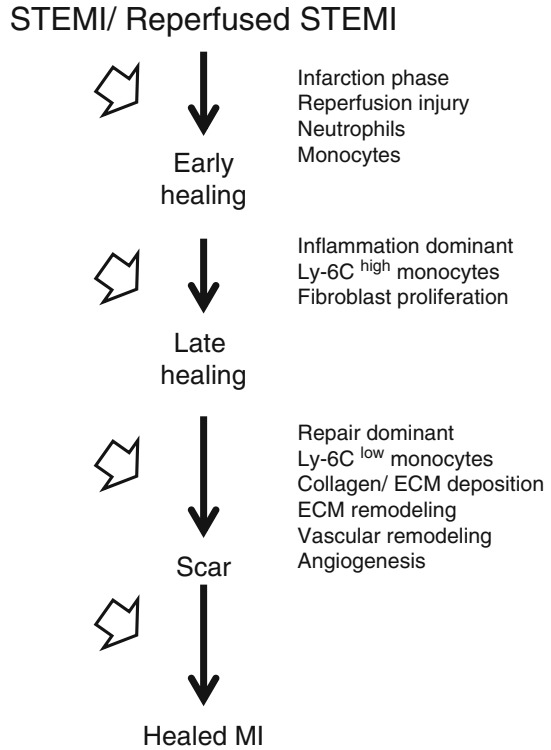 STEMI/ Reperfused STEMI
Infarction phase
Reperfusion injury
Neutrophils
Monocytes
Early
healing
Inflammation dominant
Ly-6C high monocytes
Fibroblast proliferation
Late
healing
Repair dominant
Ly-6C low monocytes
Collagen/ ECM deposition
ECM remodeling
Vascular remodeling
Angiogenesis
Scar
Healed MI